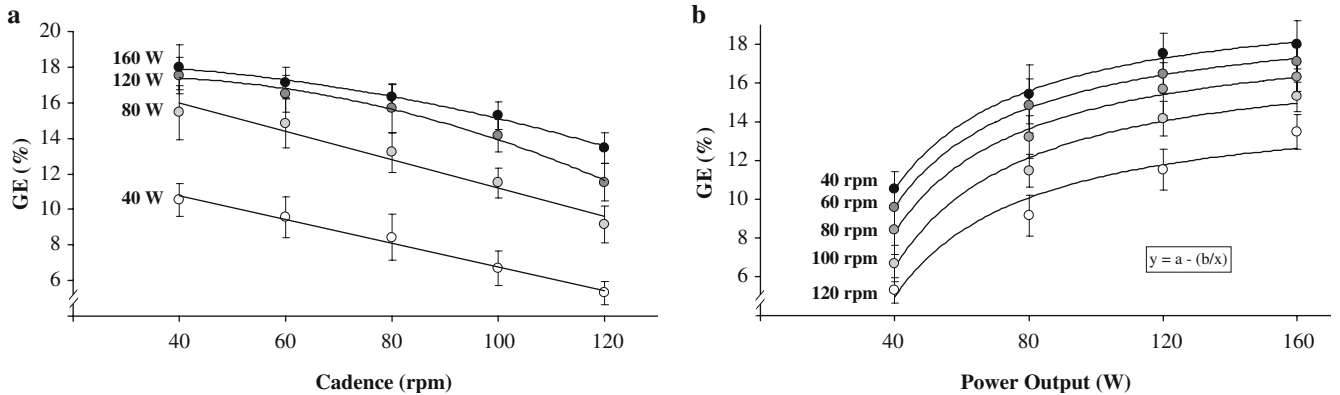 a
GE (%)
20
18
16
14
12
10
8
6
160 W
120 W
80 W
40 W
40 60 80 100 120
Cadence (rpm)
b
GE (%)
18
16
14
12
10
8
6
40 rpm
60 rpm
80 rpm
100 rpm
120 rpm
y = a - (b/x)
40 80 120 160
Power Output (W)